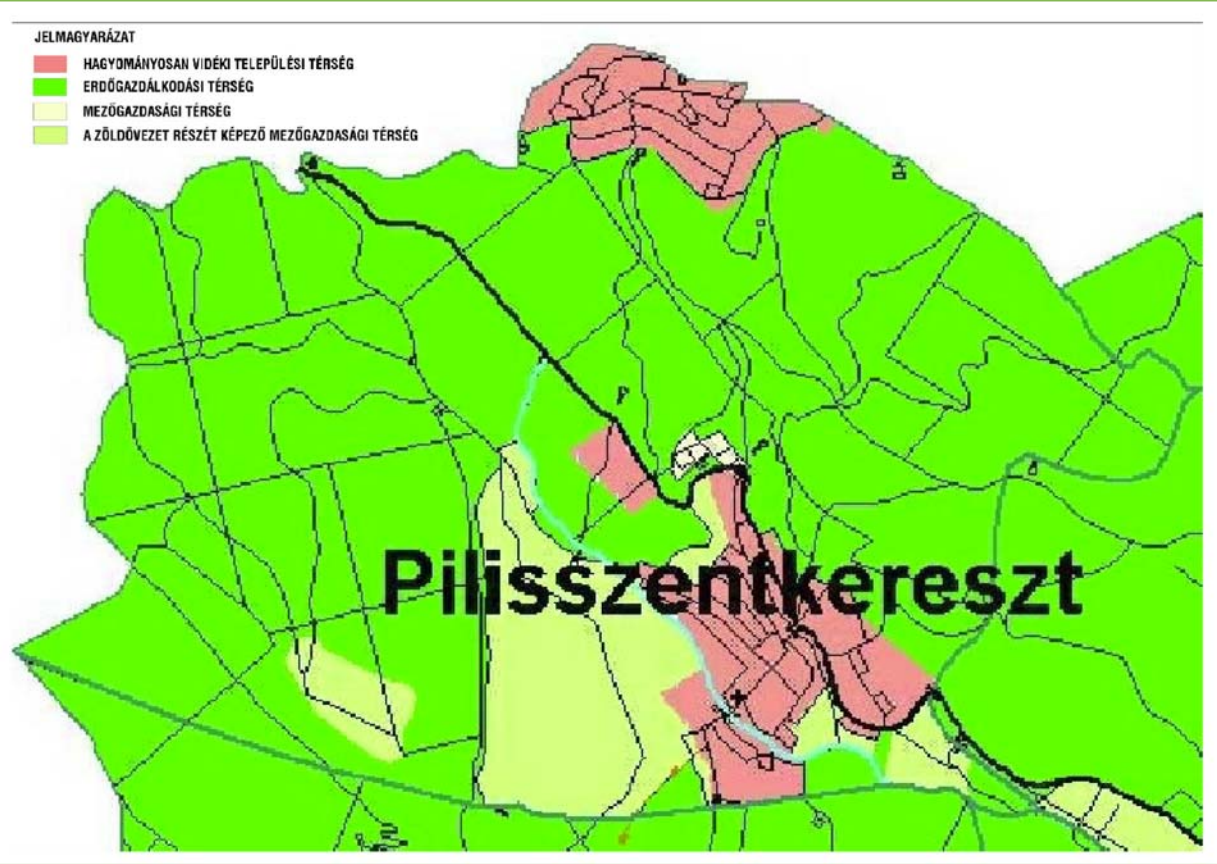 JELMAGYARÁZAT
HAGYOMÁNYOSAN VIDÉKI TELEPÜLÉSI TÉRSÉG
ERDŐGAZDÁLKODÁSI TÉRSÉG
MEZŐGAZDASÁGI TÉRSÉG
A ZÖLDÖVEZET RÉSZÉT KÉPEZŐ MEZŐGAZDASÁGI TÉRSÉG
Pilisszentkereszt